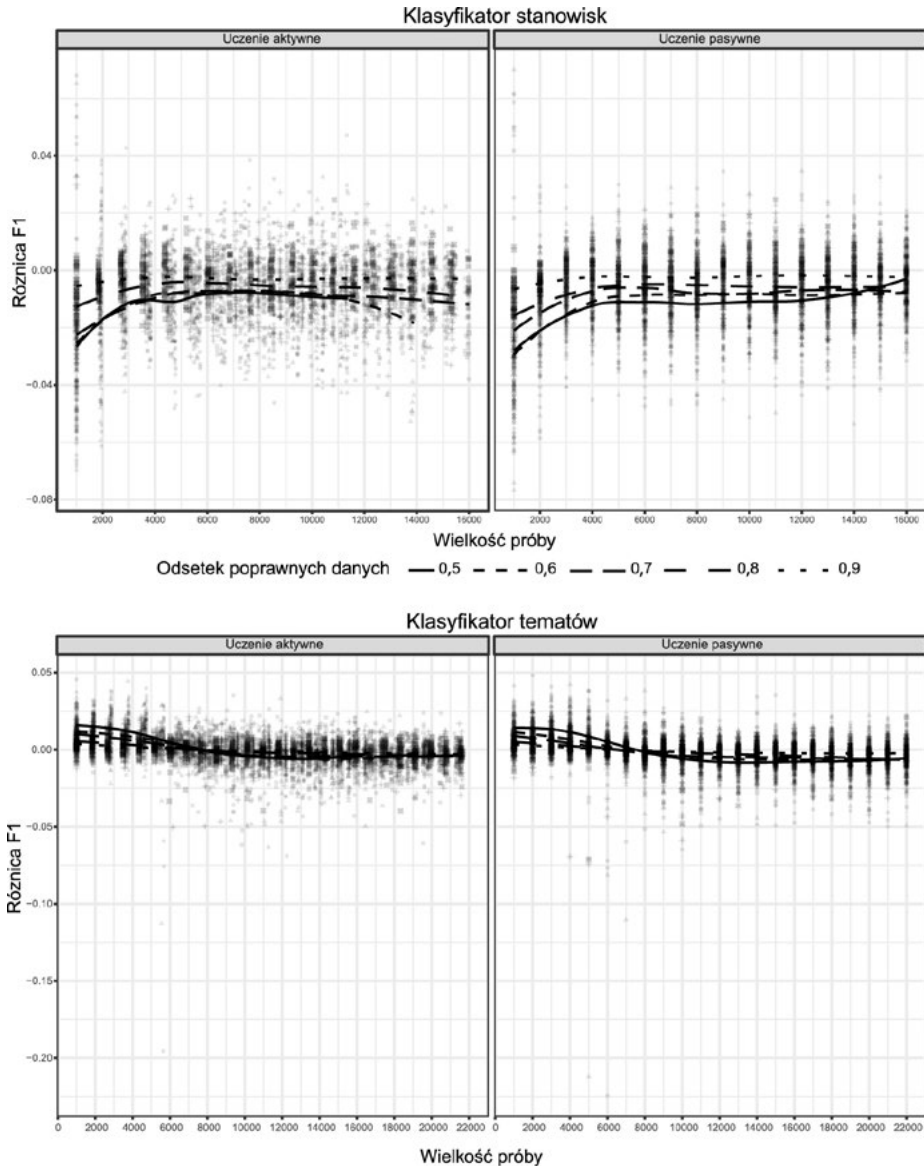 Klasyfikator stanowisk
Uczenie aktywne
Uczenie pasywne
Róznica F1
0.04
0.00
−0.04
−0.08
2000 4000 6000 8000 10000 12000 14000 16000
2000 4000 6000 8000 10000 12000 14000 16000
Wielkość próby
Odsetek poprawnych danych 0,5 0,6 0,7 0,8 0,9
Klasyfikator tematów
Uczenie aktywne
Uczenie pasywne
Róznica F1
0.05
0.00
−0.05
−0.10
−0.15
−0.20
0 2000 4000 6000 8000 10000 12000 14000 16000 18000 20000 22000
0 2000 4000 6000 8000 10000 12000 14000 16000 18000 20000 22000
Wielkość próby